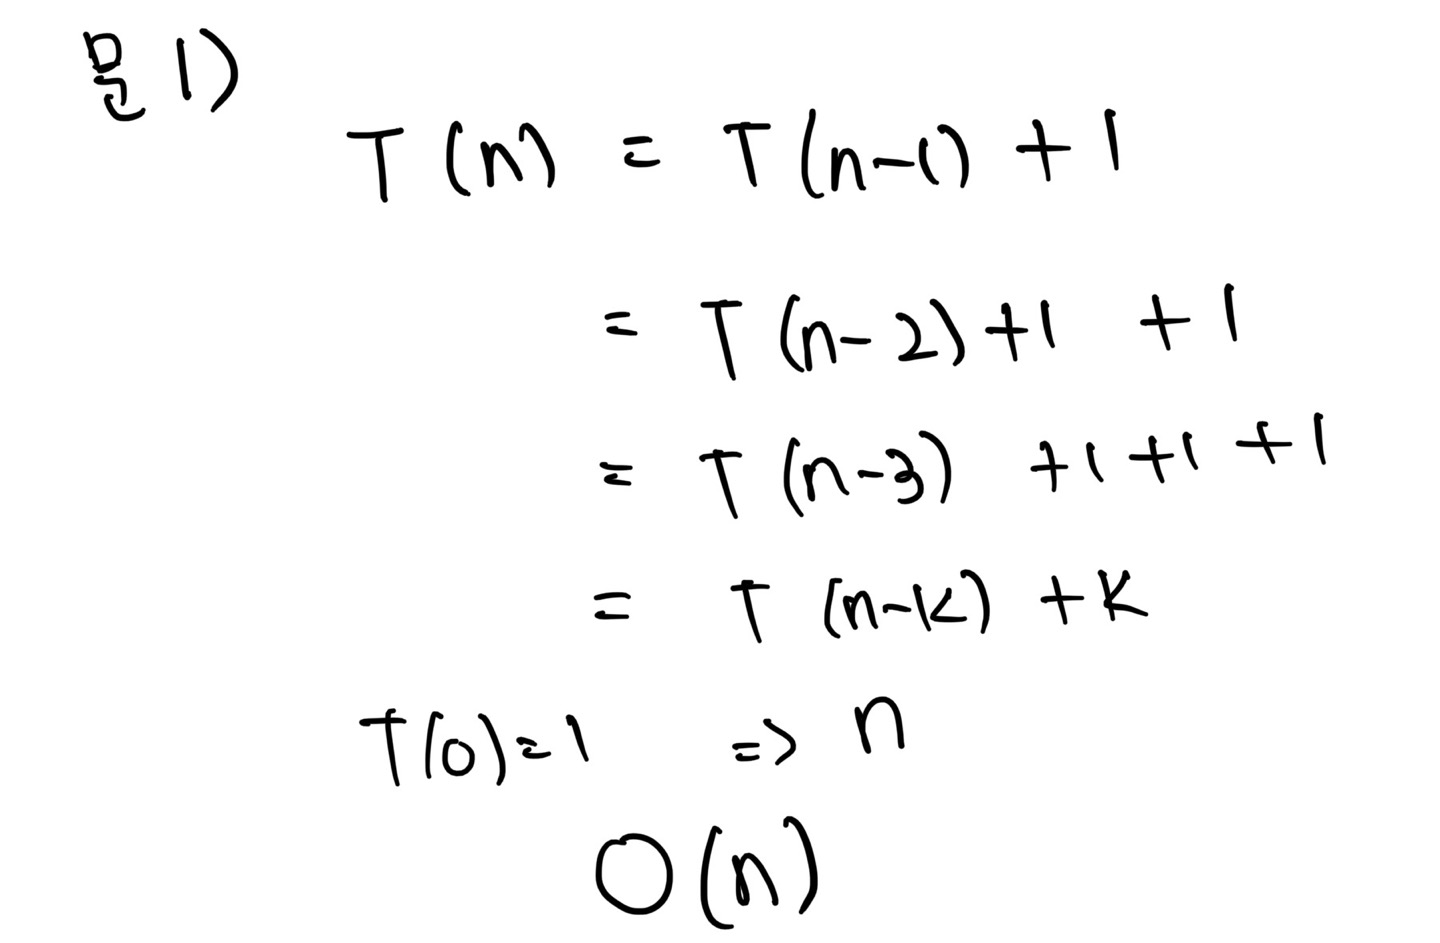 문 1)
T(n) = T(n-1) + 1
= T(n-2) +1 +1
= T(n-3) +1 +1 +1
= T(n-k) +k
T(0)=1 => n
O(n)